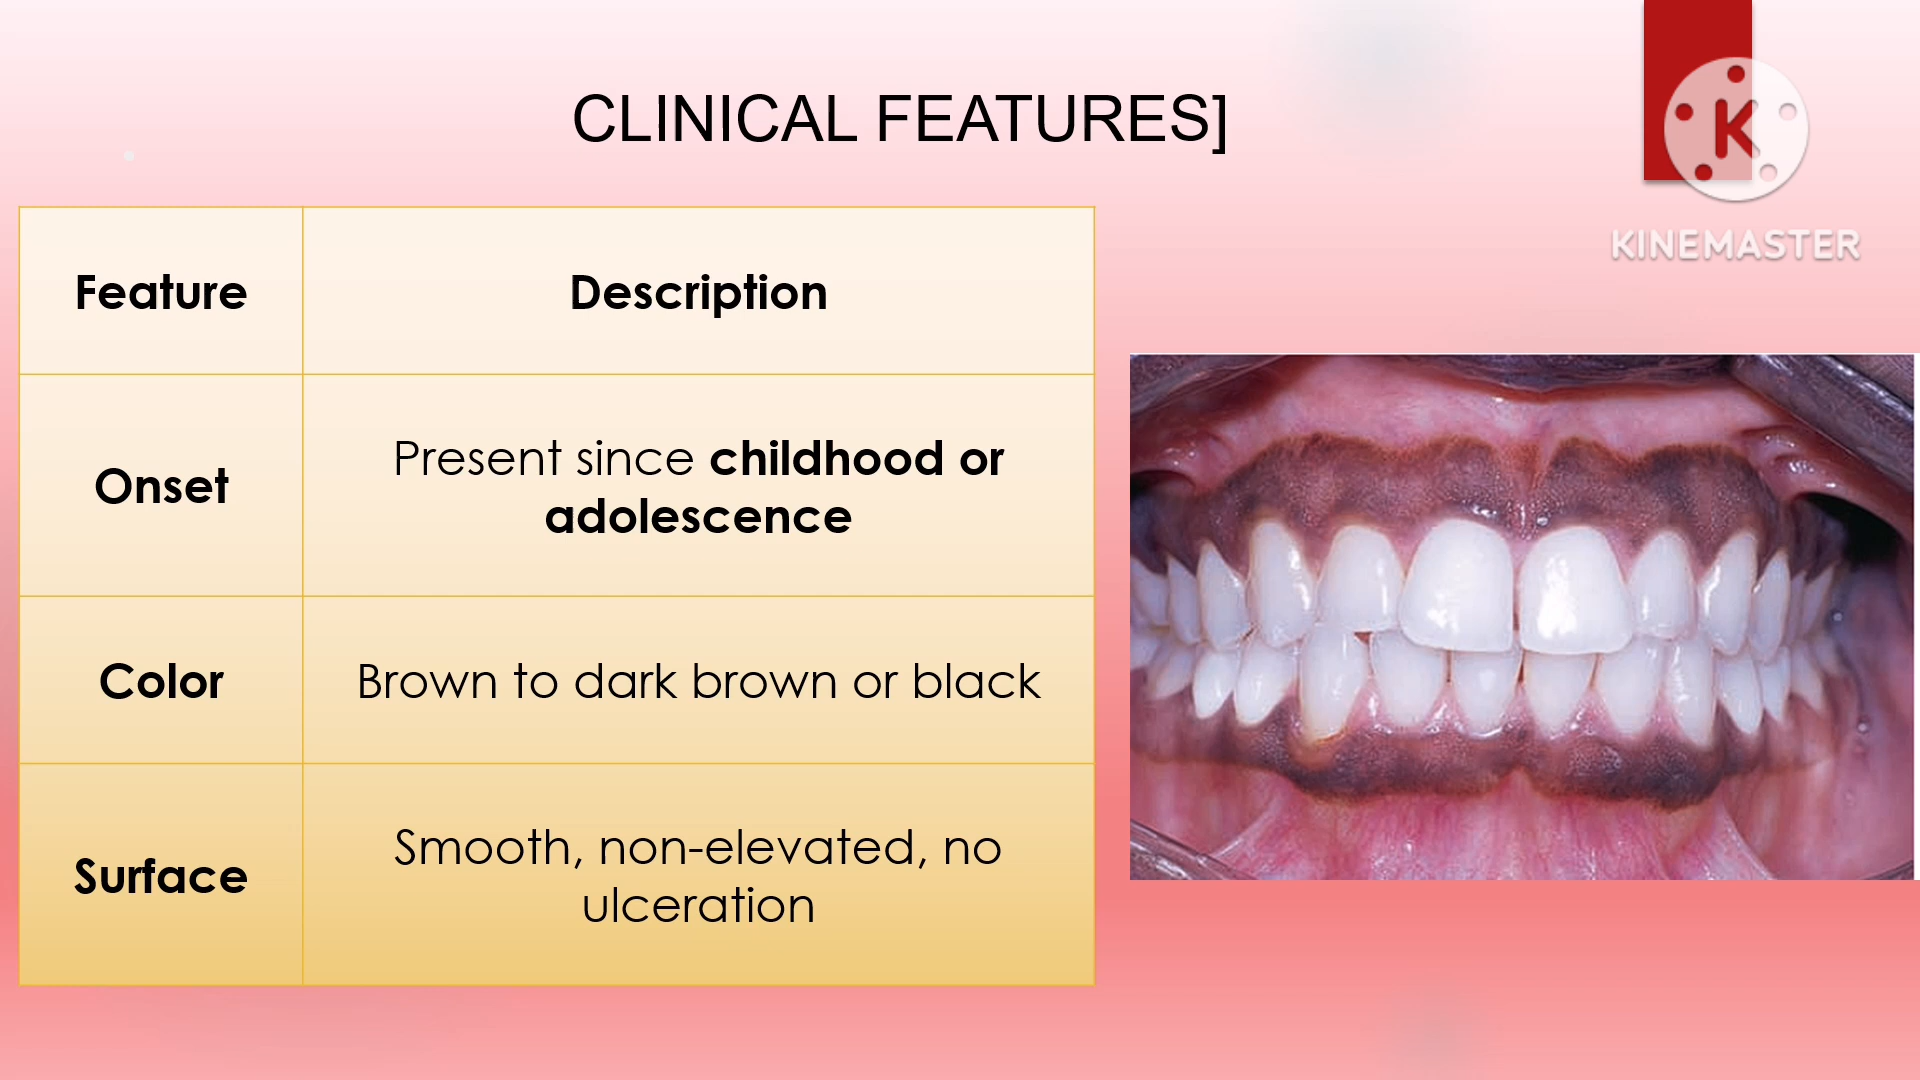 CLINICAL FEATURES]
K
KINEMASTER
Feature
Description
Onset
Present since childhood or
adolescence
Color
Brown to dark brown or black
Surface
Smooth, non-elevated, no
ulceration